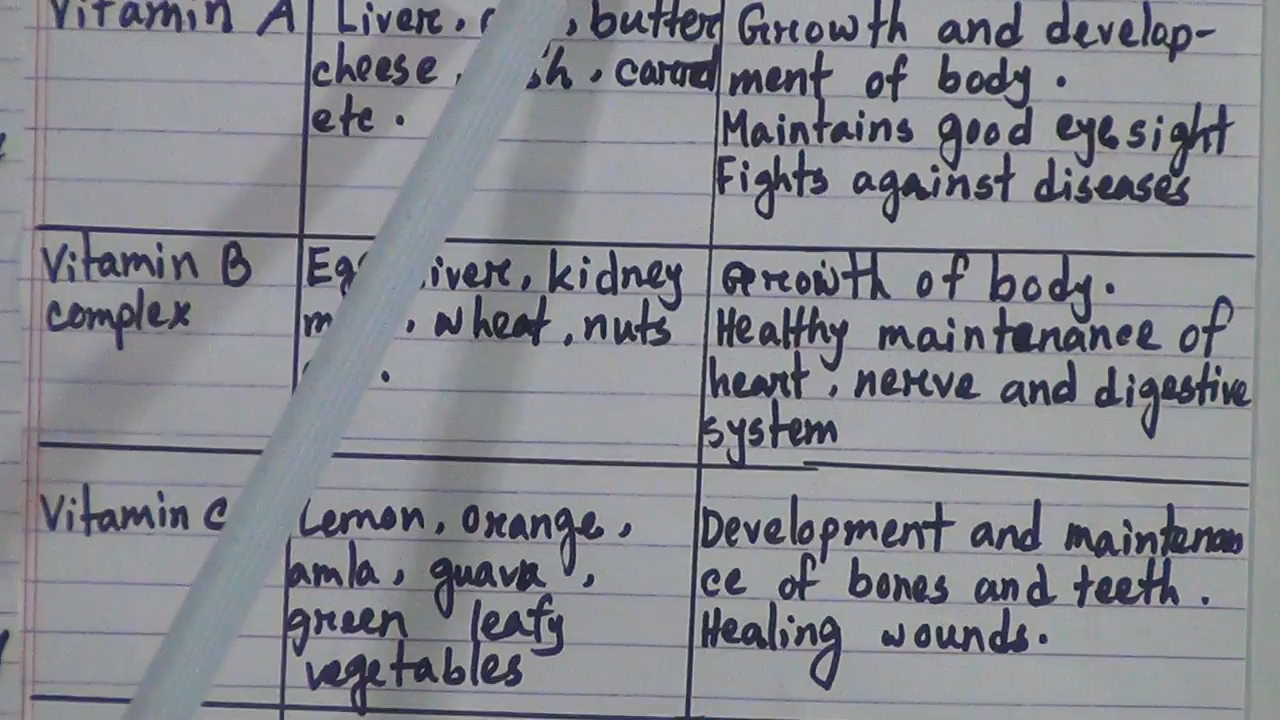 Vitamin A
Liver, butter
cheese, carrot
etc.
Growth and develop-
ment of body.
Maintains good eyesight
Fights against diseases
Vitamin B
complex
liver, kidney
, wheat, nuts
Growth of body.
Healthy maintenance of
heart, nerve and digestive
system
Vitamin C
Lemon, orange,
amla, guava,
green leafy
vegetables
Development and maintenan
ce of bones and teeth.
Healing wounds.